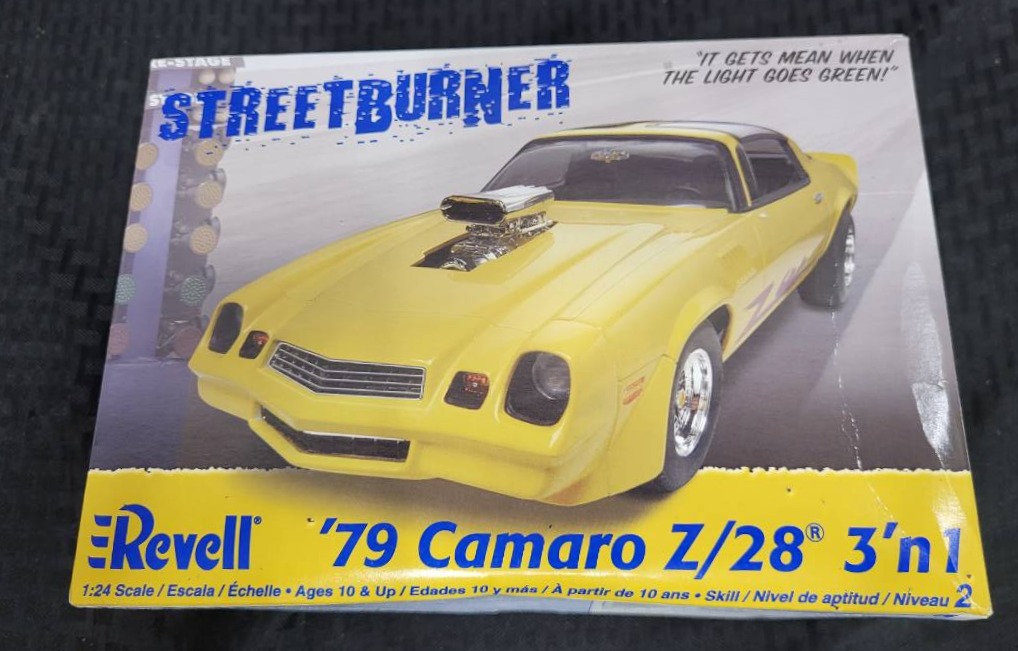 E-STAGE
STREETBURNER
"IT GETS MEAN WHEN
THE LIGHT GOES GREEN!"
Revell®
'79 Camaro Z/28® 3'n1
1:24 Scale / Escala / Échelle • Ages 10 & Up / Edades 10 y más / À partir de 10 ans • Skill / Nivel de aptitud / Niveau 2